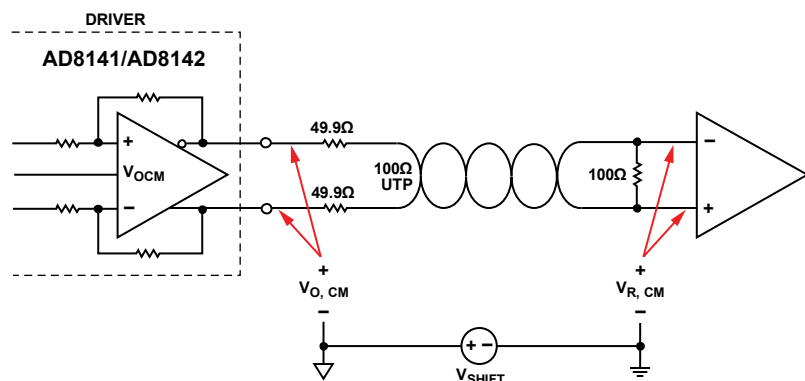 DRIVER
AD8141/AD8142
+
VOCM
−
49.9Ω
49.9Ω
100Ω
UTP
100Ω
−
+
+
VO, CM
−
+
VR, CM
−
+ −
VSHIFT